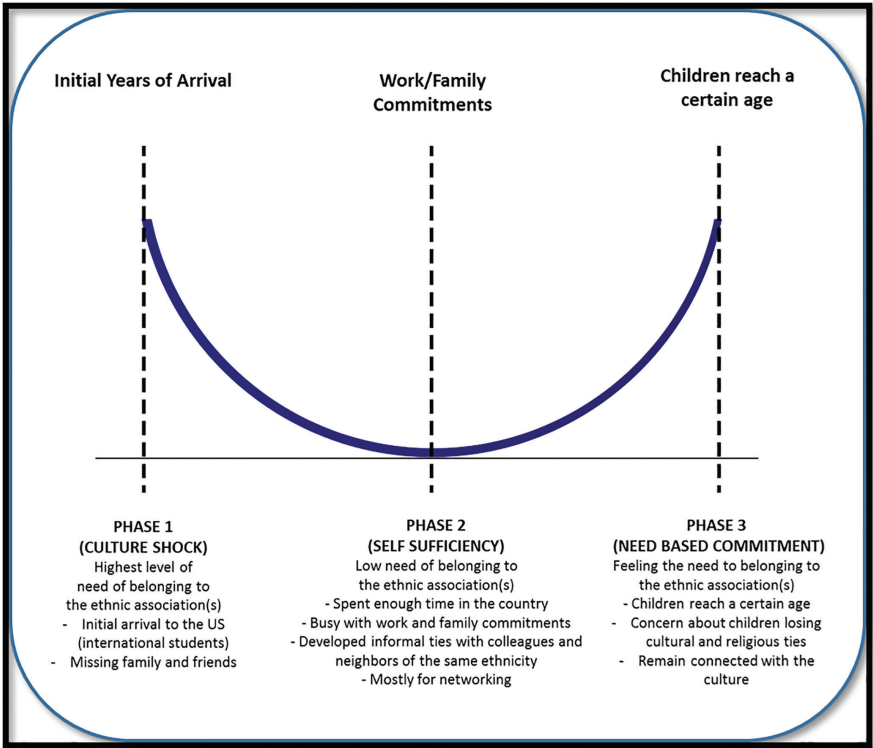 Initial Years of Arrival
Work/Family
Commitments
Children reach a
certain age
PHASE 1
(CULTURE SHOCK)
Highest level of
need of belonging to
the ethnic association(s)
- Initial arrival to the US
(international students)
- Missing family and friends
PHASE 2
(SELF SUFFICIENCY)
Low need of belonging to
the ethnic association(s)
- Spent enough time in the country
- Busy with work and family commitments
- Developed informal ties with colleagues and
neighbors of the same ethnicity
- Mostly for networking
PHASE 3
(NEED BASED COMMITMENT)
Feeling the need to belonging to
the ethnic association(s)
- Children reach a certain age
- Concern about children losing
cultural and religious ties
- Remain connected with the
culture